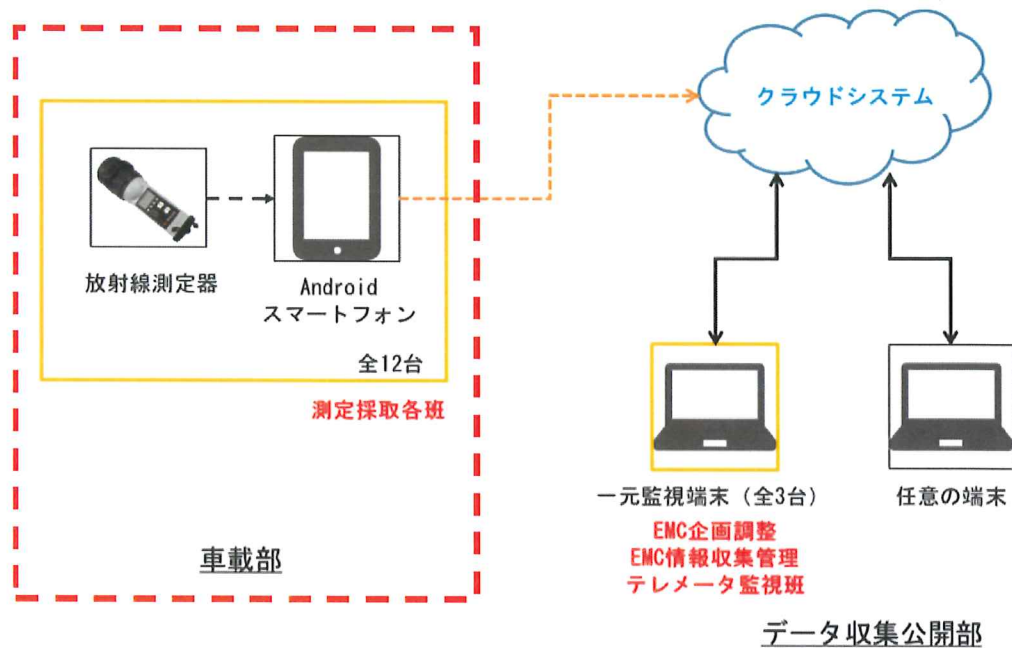 クラウドシステム
放射線測定器
Android
スマートフォン
全12台
測定採取各班
車載部
一元監視端末（全3台）
EMC企画調整
EMC情報収集管理
テレメータ監視班
任意の端末
データ収集公開部